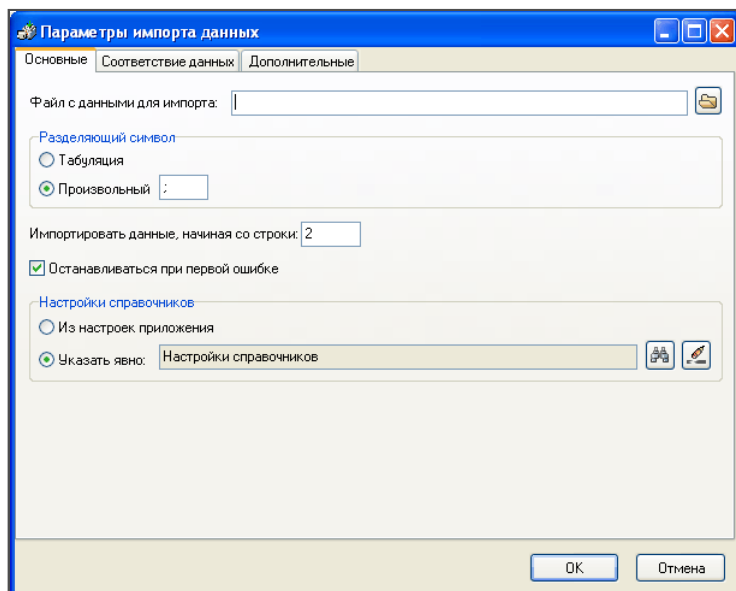 Параметры импорта данных
Основные Соответствие данных Дополнительные
Файл с данными для импорта:
Разделяющий символ
Табуляция
Произвольный ;
Импортировать данные, начиная со строки: 2
Останавливаться при первой ошибке
Настройки справочников
Из настроек приложения
Указать явно: Настройки справочников
OK Отмена